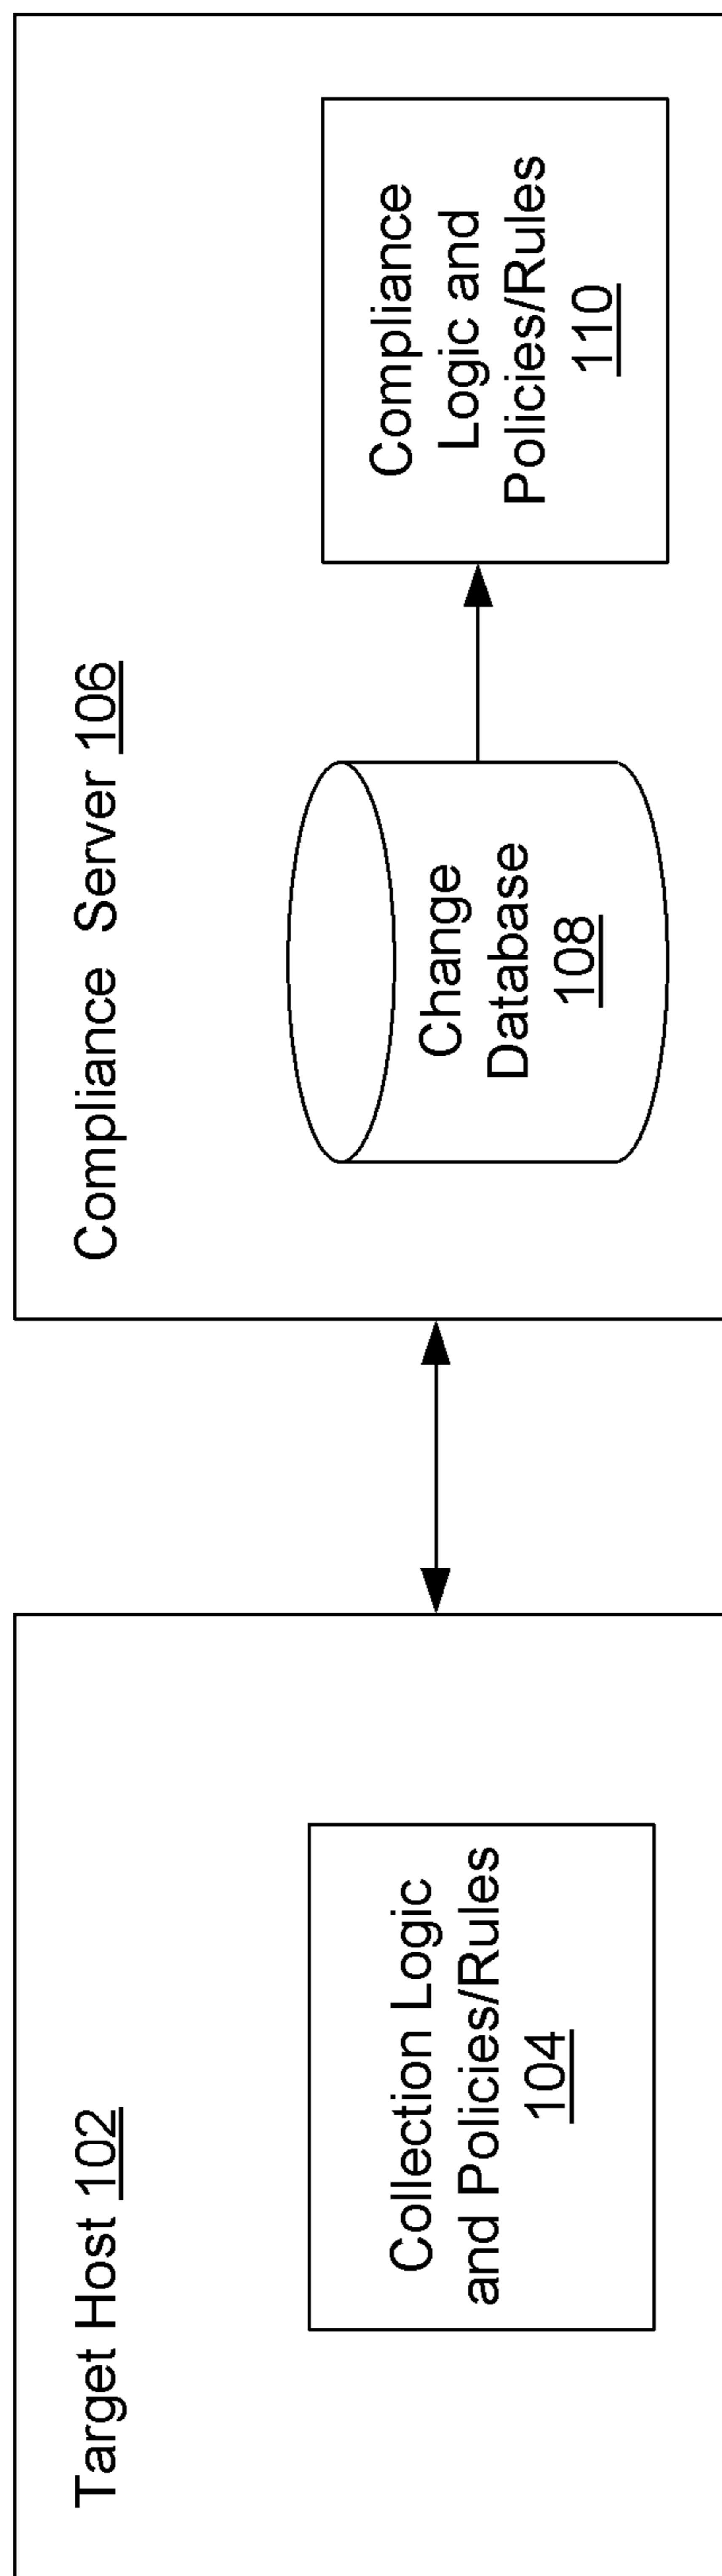 Target Host 102
Collection Logic
and Policies/Rules
104
Compliance Server 106
Change
Database
108
Compliance
Logic and
Policies/Rules
110